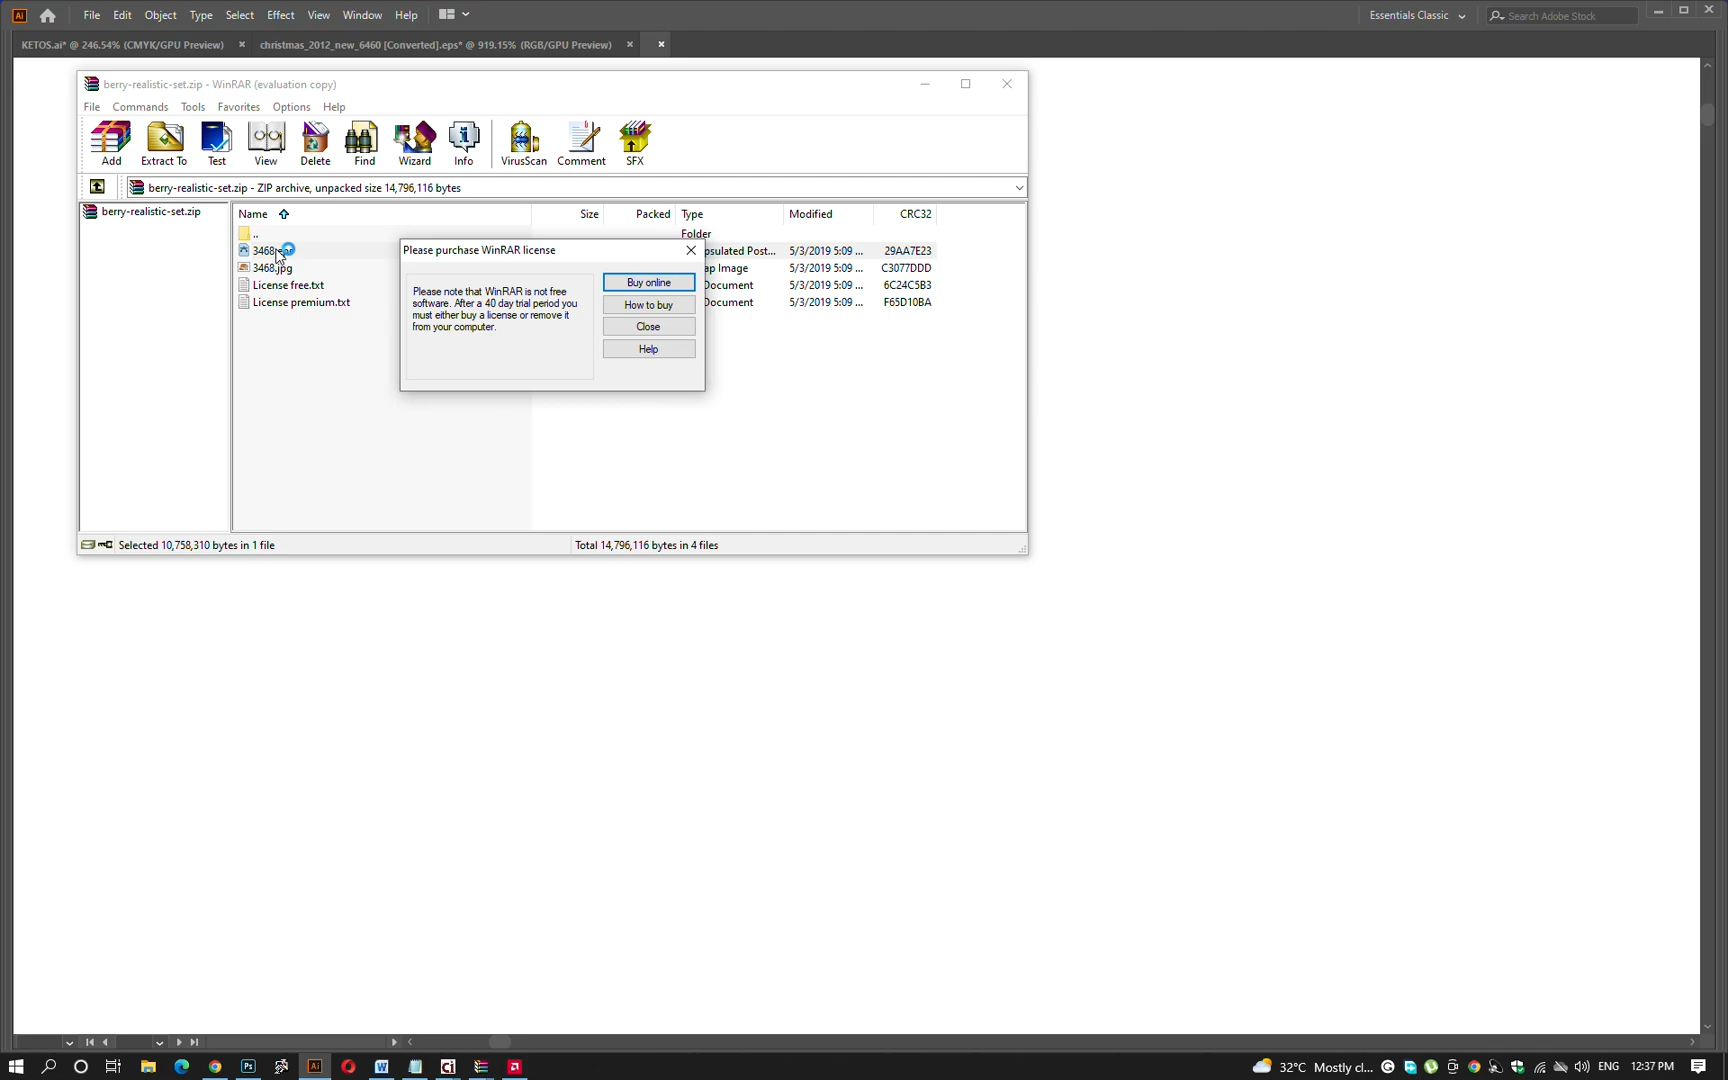 Ai File Edit Object Type Select Effect View Window Help Essentials Classic Search Adobe Stock
KETOS.ai* @ 246.54% (CMYK/GPU Preview) christmas_2012_new_6460 [Converted].eps* @ 919.15% (RGB/GPU Preview)
berry-realistic-set.zip - WinRAR (evaluation copy)
File Commands Tools Favorites Options Help
Add Extract To Test View Delete Find Wizard Info VirusScan Comment SFX
berry-realistic-set.zip - ZIP archive, unpacked size 14,796,116 bytes
berry-realistic-set.zip
Name Size Packed Type Modified CRC32
.. Folder
psulated Post... 5/3/2019 5:09 ... 29AA7E23
3468.jpg ap Image 5/3/2019 5:09 ... C3077DDD
License free.txt Document 5/3/2019 5:09 ... 6C24C5B3
License premium.txt Document 5/3/2019 5:09 ... F65D10BA
Please purchase WinRAR license
Please note that WinRAR is not free
software. After a 40 day trial period you
must either buy a license or remove it
from your computer.
Buy online
How to buy
Close
Help
Selected 10,758,310 bytes in 1 file Total 14,796,116 bytes in 4 files
Ps Ai W Ci 32°C Mostly cl... ENG 12:37 PM